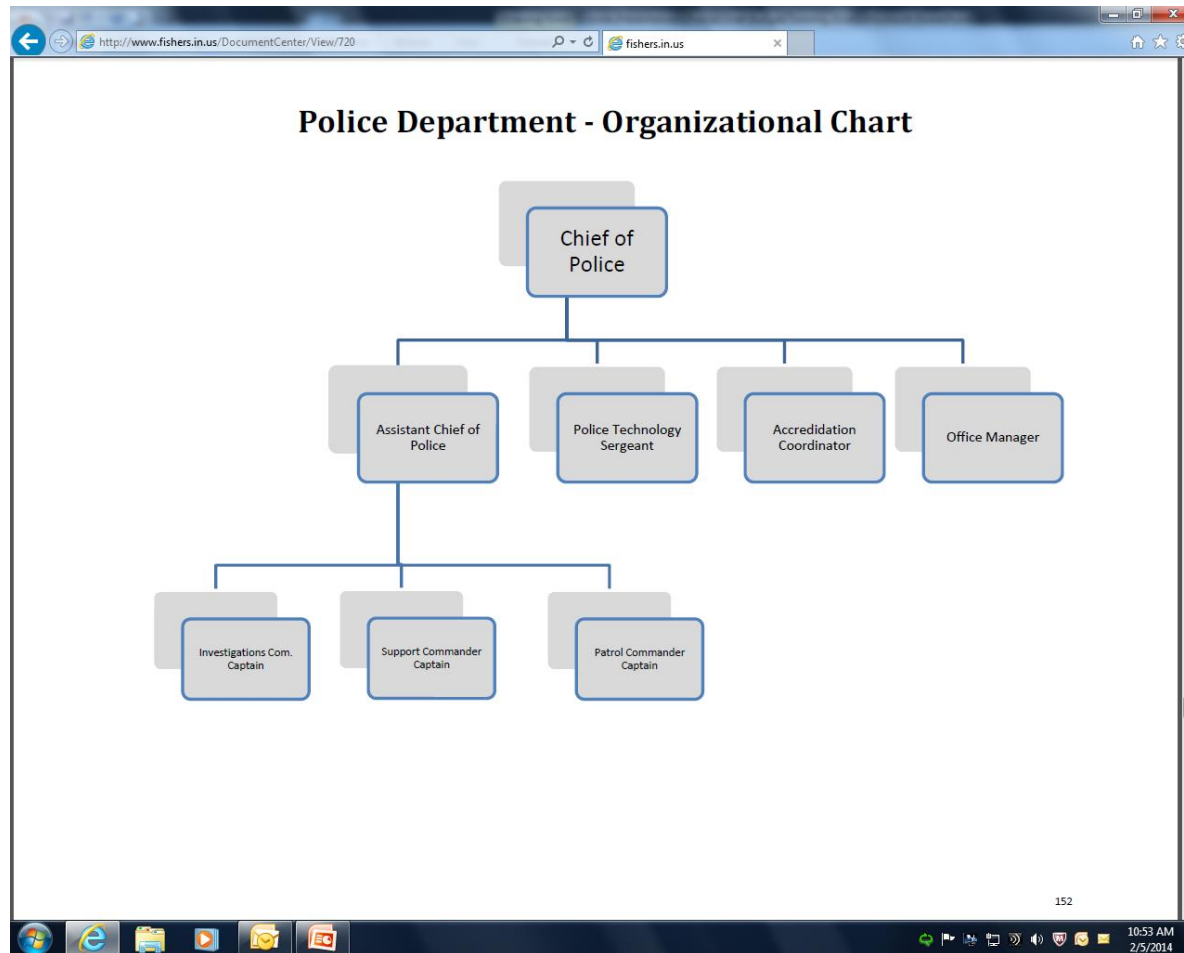 http://www.fishers.in.us/DocumentCenter/View/720
fishers.in.us
Police Department - Organizational Chart
Chief of
Police
Assistant Chief of
Police
Police Technology
Sergeant
Accredidation
Coordinator
Office Manager
Investigations Com.
Captain
Support Commander
Captain
Patrol Commander
Captain
152
10:53 AM
2/5/2014